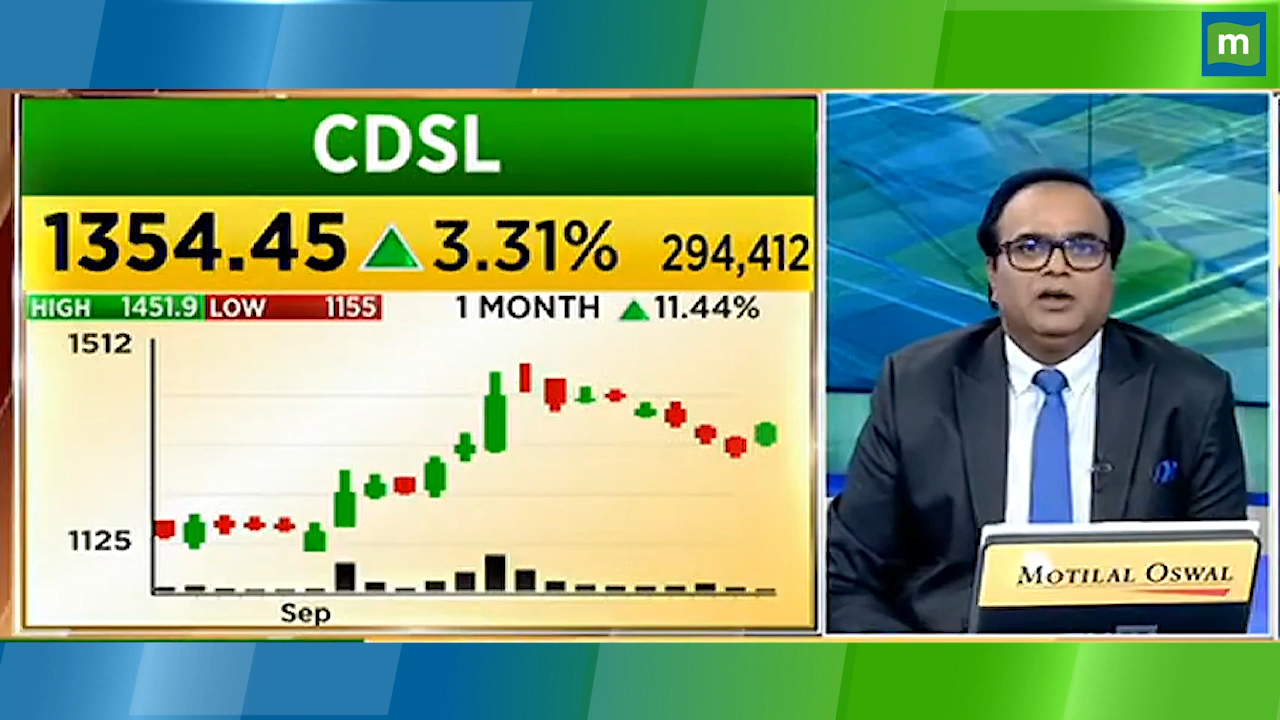 m
CDSL
1354.45 ▲ 3.31% 294,412
HIGH 1451.9 LOW 1155 1 MONTH ▲ 11.44%
1512
1125
Sep
MOTILAL OSWAL